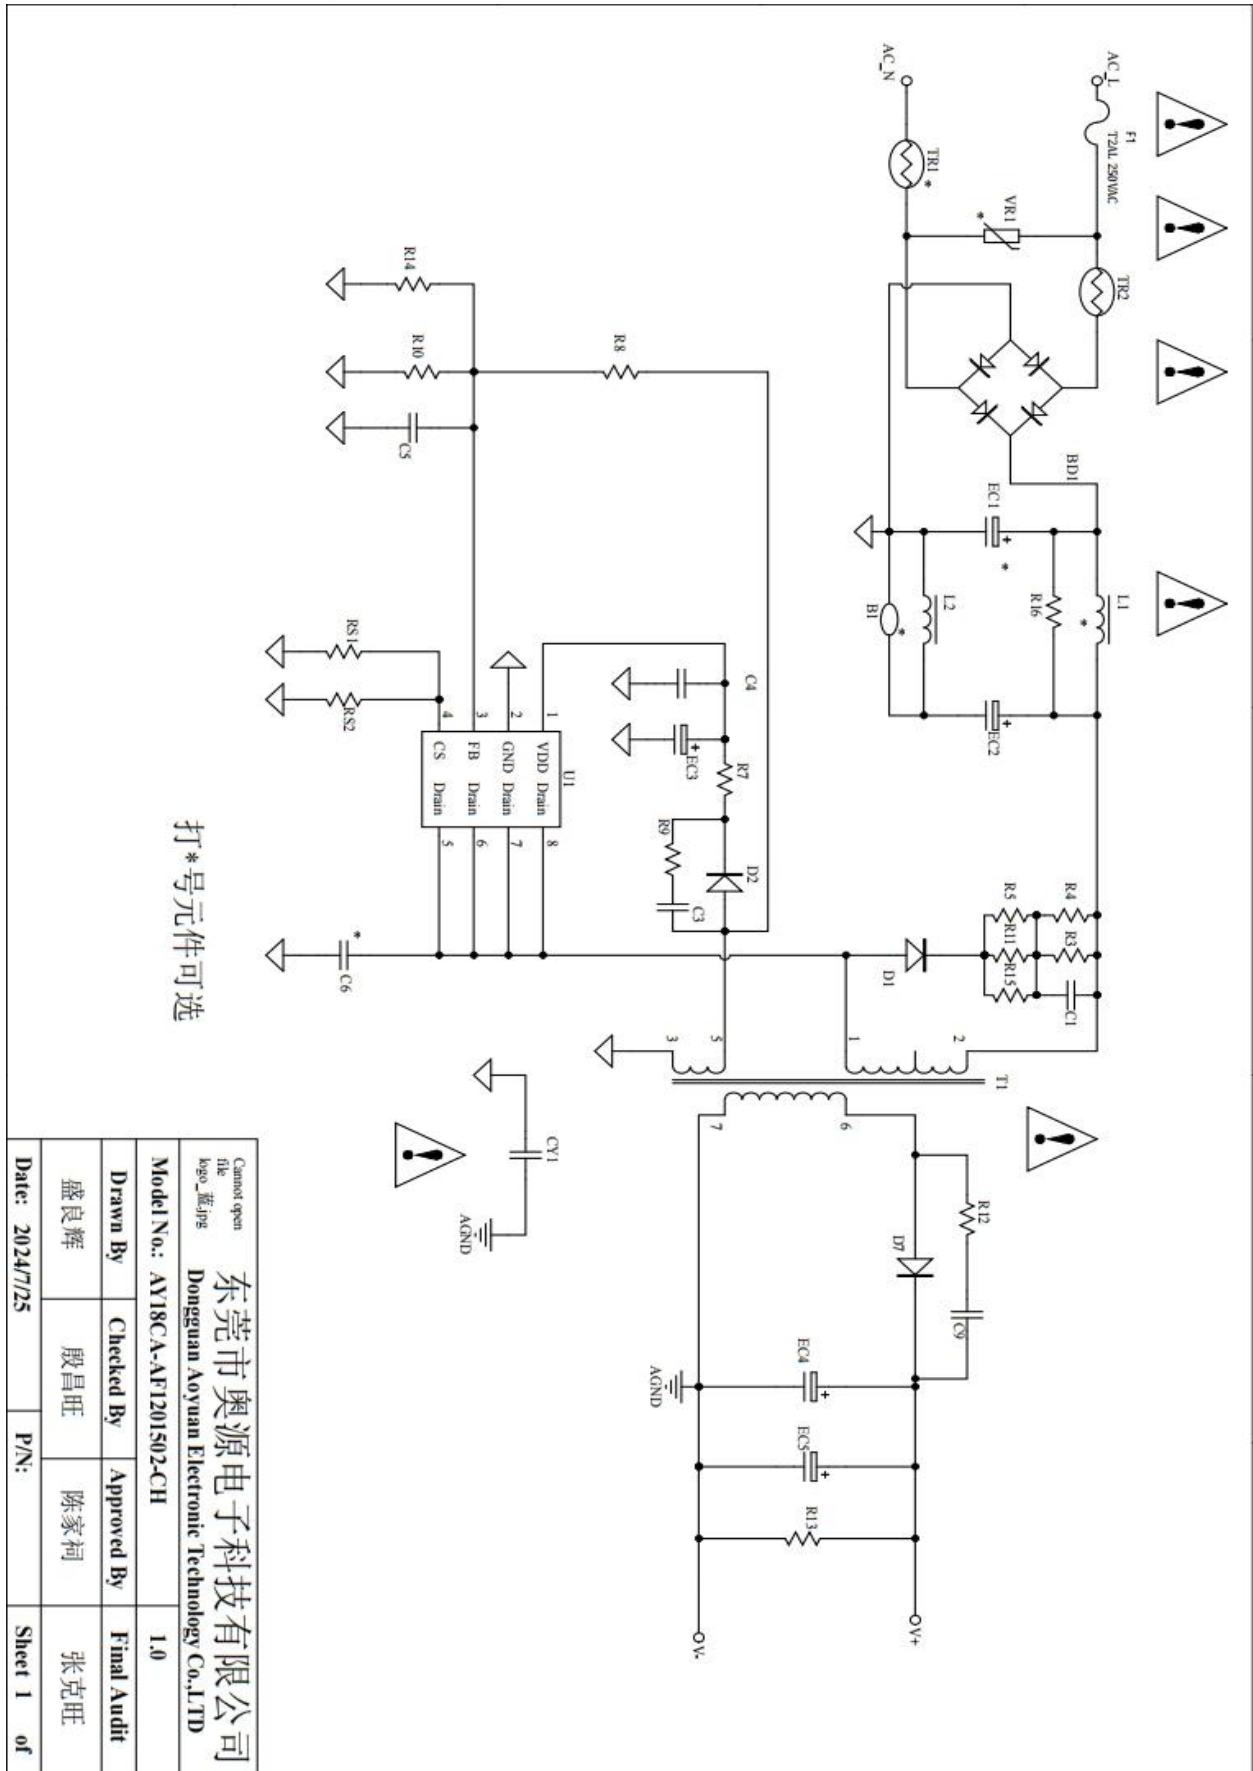 AC_L
F1
T2AL 250VAC
AC_N
TR1
*
VR1
*
TR2
BD1
EC1
+
*
R16
L1
*
L2
B1
*
EC2
+
R14
R10
C5
R8
RS1
RS2
C4
EC3
+
R7
R9
C3
D2
U1
1
VDD
Drain
8
2
GND
Drain
7
3
FB
Drain
6
4
CS
Drain
5
C6
*
D1
R4
R3
C1
R5
R11
R15
T1
2
1
5
3
6
7
R12
C9
D7
EC4
+
EC5
+
R13
V+
V-
AGND
CY1
AGND
打*号元件可选
Cannot open
file
logo_蓝.jpg
东莞市奥源电子科技有限公司
Dongguan Aoyuan Electronic Technology Co.,LTD
Model No.: AY18CA-AF1201502-CH 1.0
Drawn By Checked By Approved By Final Audit
盛良辉 殷昌旺 陈家祠 张克旺
Date: 2024/7/25 P/N: Sheet 1 of